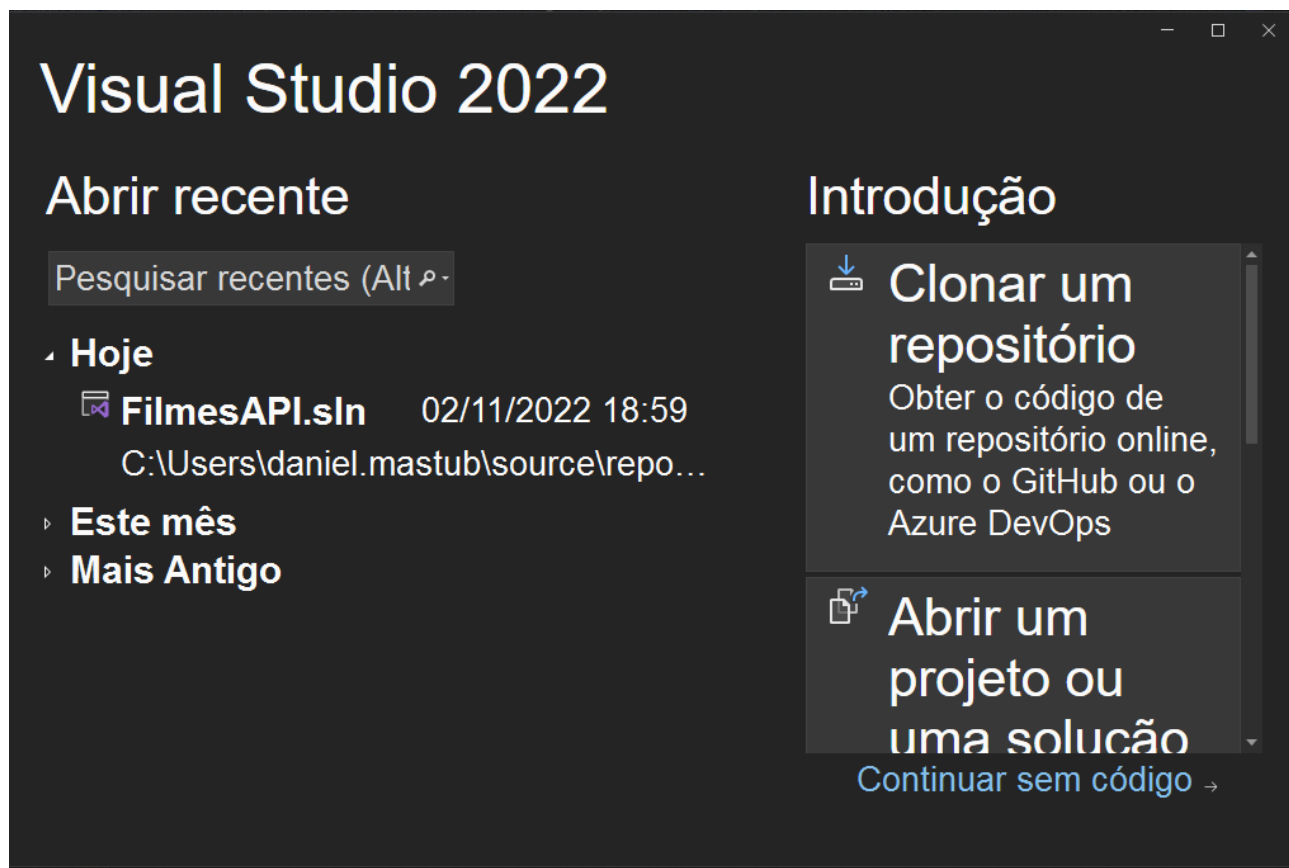 Visual Studio 2022
Abrir recente
Pesquisar recentes (Alt
Hoje
FilmesAPI.sln 02/11/2022 18:59
C:\Users\daniel.mastub\source\repo...
Este mês
Mais Antigo
Introdução
Clonar um
repositório
Obter o código de
um repositório online,
como o GitHub ou o
Azure DevOps
Abrir um
projeto ou
uma solução
Continuar sem código →